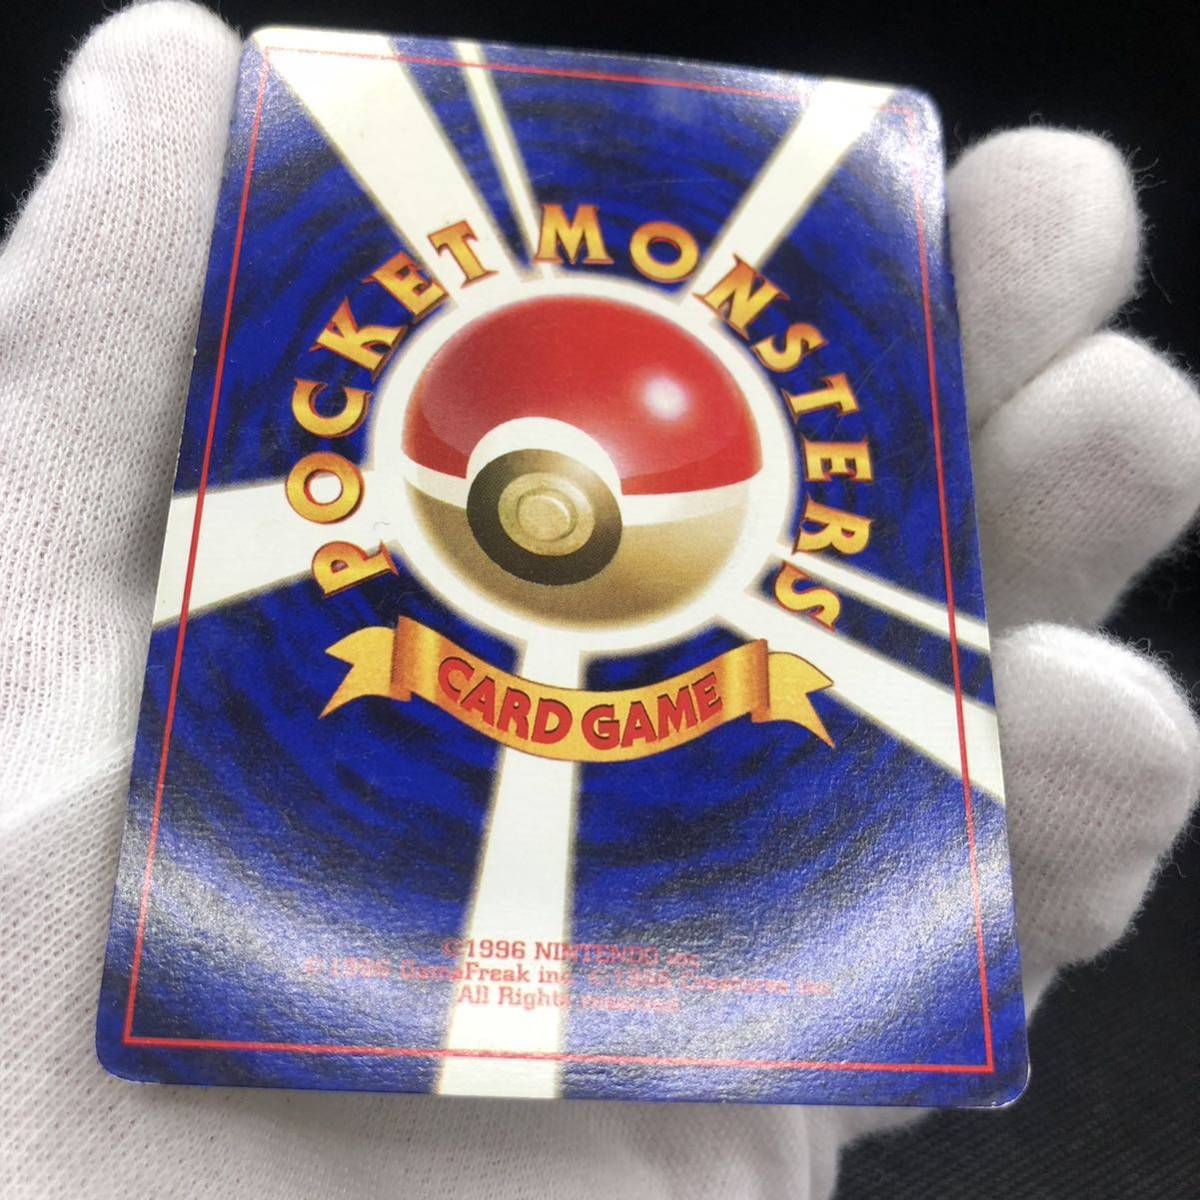 POCKET MONSTERS
CARD GAME
©1996 NINTENDO inc.
©1996 GameFreak inc. ©1996 Creatures inc.
All Rights reserved.